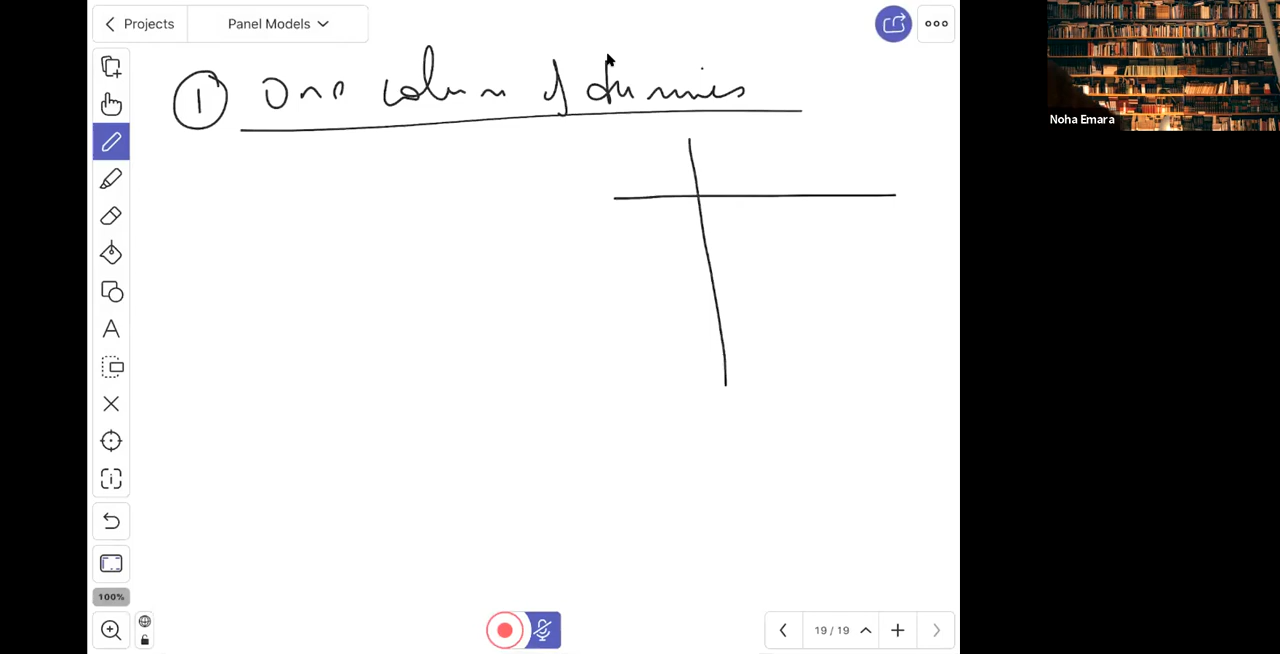 Projects
Panel Models
① One column of dummies
A
100%
19 / 19
Noha Emara